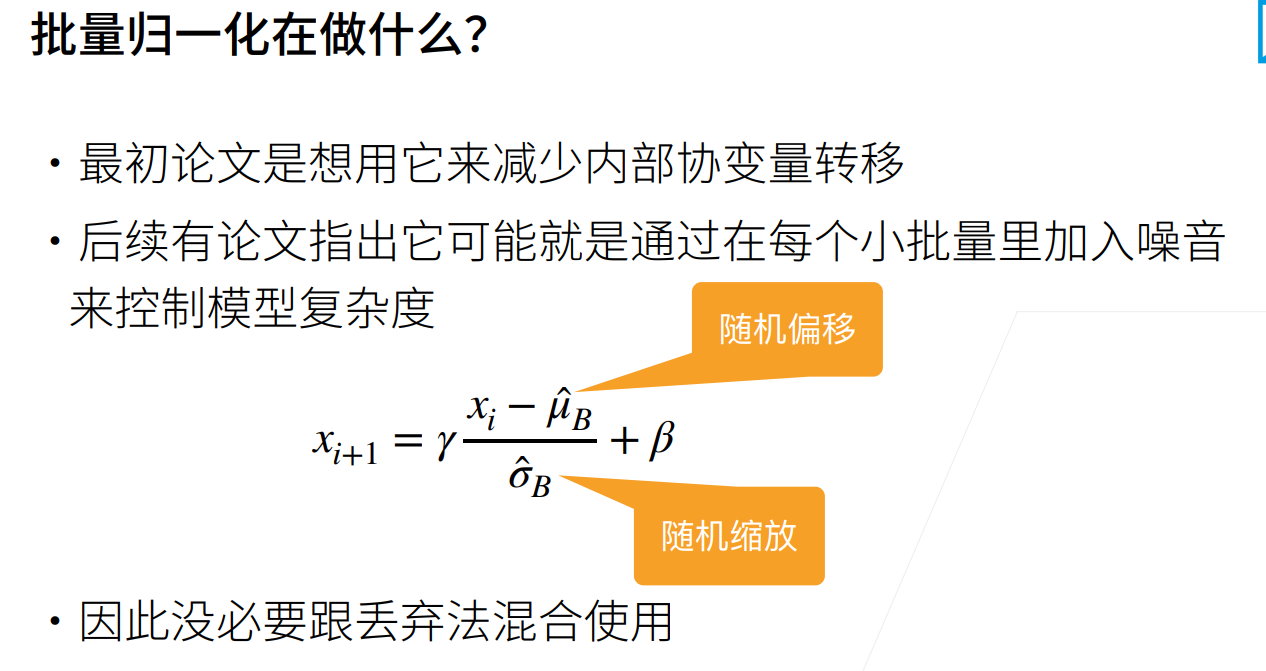 批量归一化在做什么？
• 最初论文是想用它来减少内部协变量转移
• 后续有论文指出它可能就是通过在每个小批量里加入噪音
来控制模型复杂度
随机偏移
x_{i+1} = γ \frac{x_i − \hat{μ}_B}{\hat{σ}_B} + β
随机缩放
• 因此没必要跟丢弃法混合使用